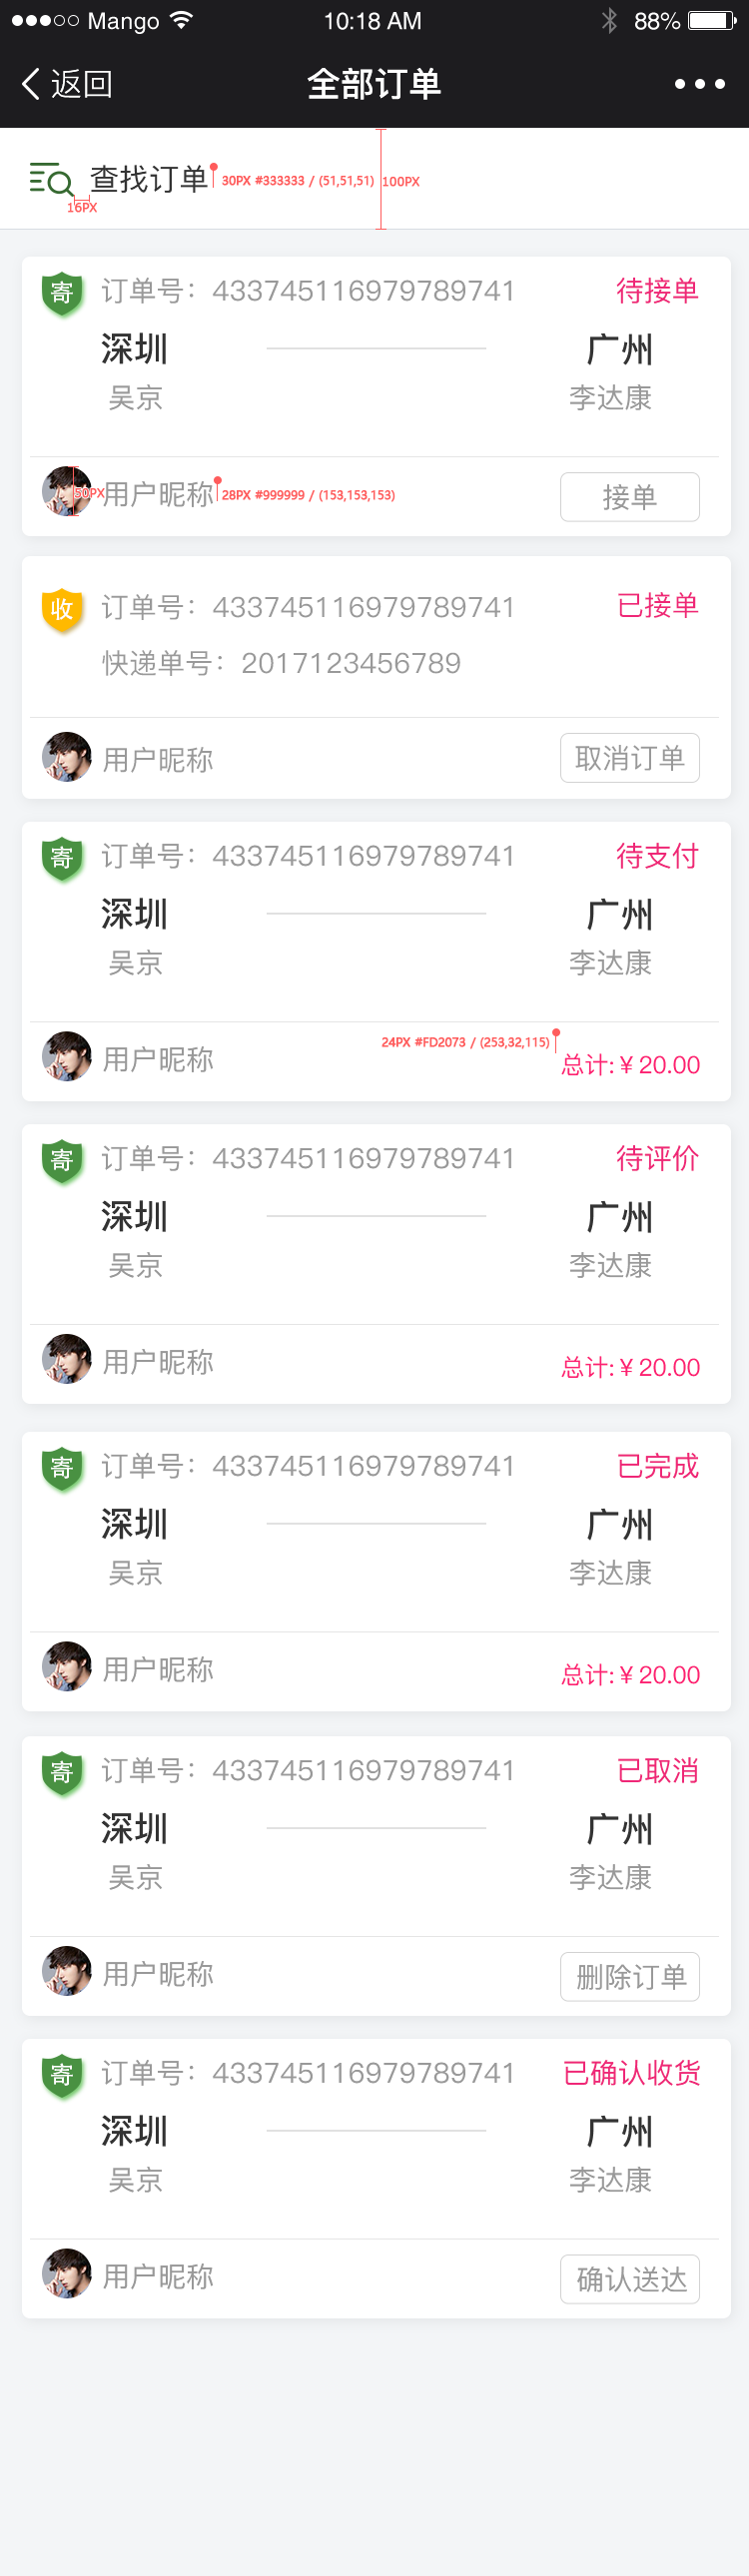 Mango 10:18 AM 88%
返回 全部订单
查找订单 30PX #333333 / (51,51,51) 100PX
16PX
寄 订单号：433745116979789741 待接单
深圳 广州
吴京 李达康
50PX 用户昵称 28PX #999999 / (153,153,153) 接单
收 订单号：433745116979789741 已接单
快递单号：2017123456789
用户昵称 取消订单
寄 订单号：433745116979789741 待支付
深圳 广州
吴京 李达康
24PX #FD2073 / (253,32,115)
用户昵称 总计:¥20.00
寄 订单号：433745116979789741 待评价
深圳 广州
吴京 李达康
用户昵称 总计:¥20.00
寄 订单号：433745116979789741 已完成
深圳 广州
吴京 李达康
用户昵称 总计:¥20.00
寄 订单号：433745116979789741 已取消
深圳 广州
吴京 李达康
用户昵称 删除订单
寄 订单号：433745116979789741 已确认收货
深圳 广州
吴京 李达康
用户昵称 确认送达